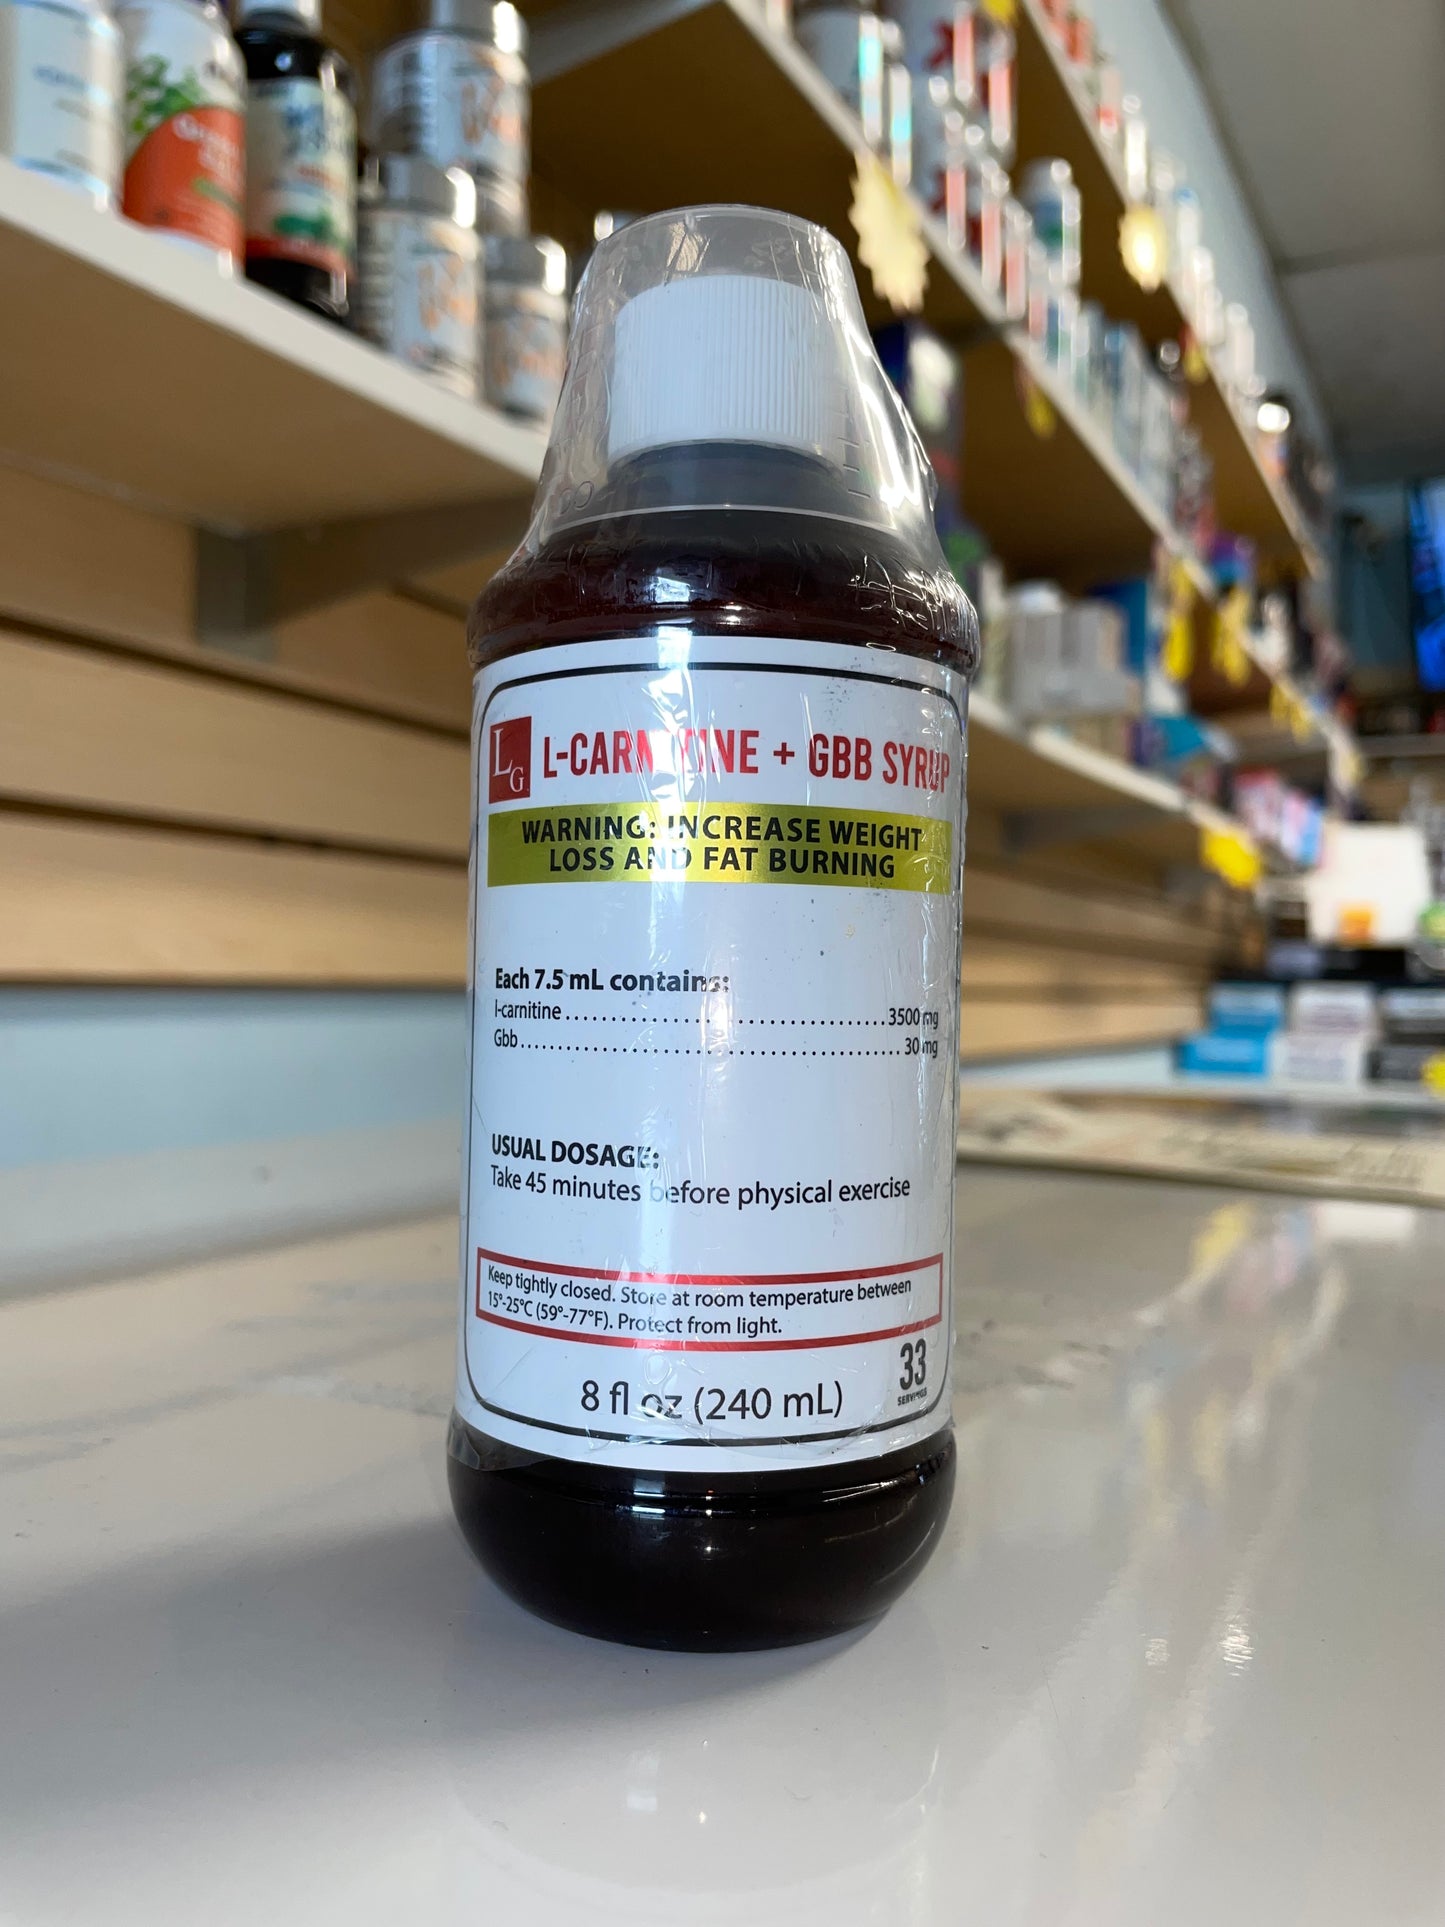 LG L-CARNITINE + GBB SYRUP
WARNING: INCREASE WEIGHT
LOSS AND FAT BURNING
Each 7.5 mL contains:
l-carnitine........................................3500 mg
Gbb.................................................30 mg
USUAL DOSAGE:
Take 45 minutes before physical exercise
Keep tightly closed. Store at room temperature between
15°-25°C (59°-77°F). Protect from light.
33
SERVINGS
8 fl oz (240 mL)